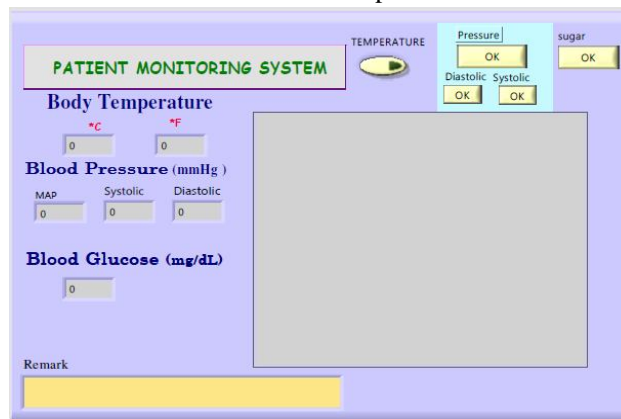 TEMPERATURE
Pressure
sugar
OK
OK
PATIENT MONITORING SYSTEM
Diastolic Systolic
OK OK
Body Temperature
*C *F
0 0
Blood Pressure (mmHg )
MAP Systolic Diastolic
0 0 0
Blood Glucose (mg/dL)
0
Remark